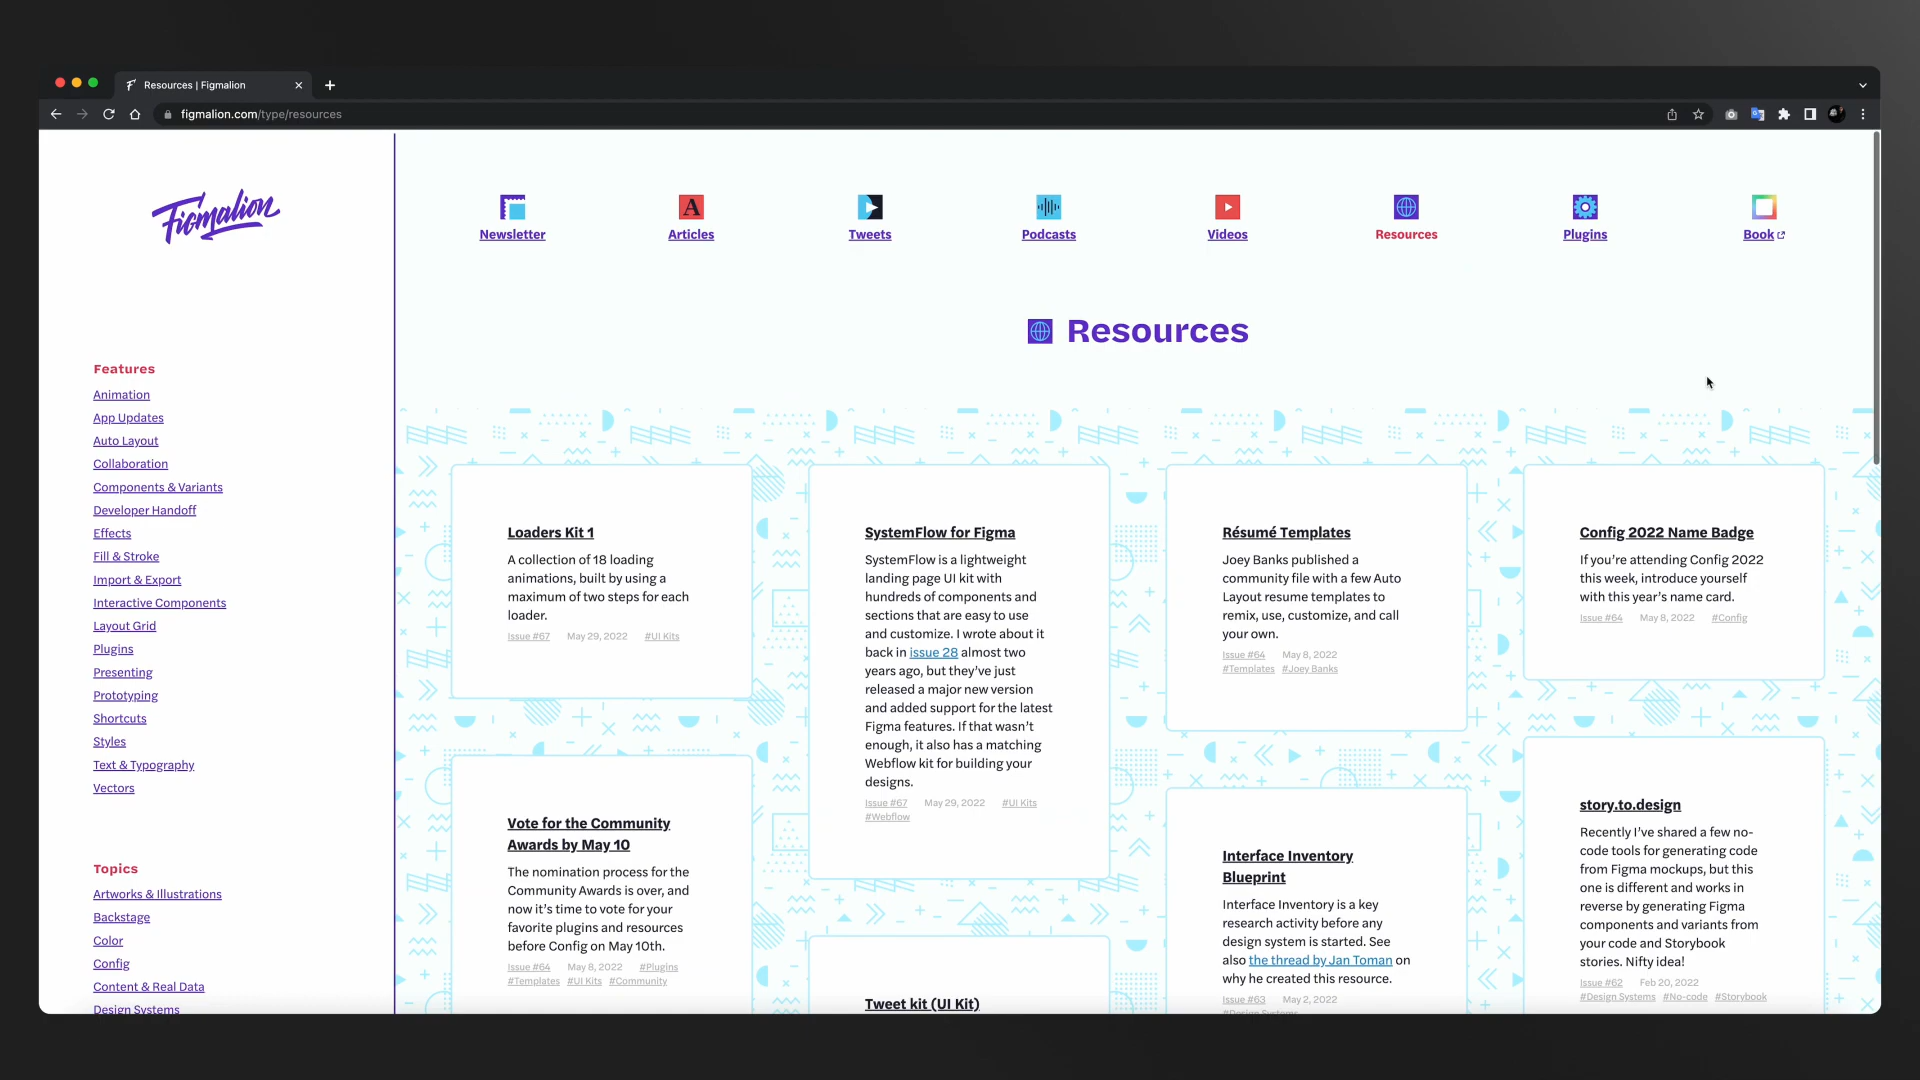 Resources | Figmalion
figmalion.com/type/resources
Figmalion
Newsletter
Articles
Tweets
Podcasts
Videos
Resources
Plugins
Book
Resources
Features
Animation
App Updates
Auto Layout
Collaboration
Components & Variants
Developer Handoff
Effects
Fill & Stroke
Import & Export
Interactive Components
Layout Grid
Plugins
Presenting
Prototyping
Shortcuts
Styles
Text & Typography
Vectors
Topics
Artworks & Illustrations
Backstage
Color
Config
Content & Real Data
Design Systems
Loaders Kit 1
A collection of 18 loading
animations, built by using a
maximum of two steps for each
loader.
Issue #67 May 29, 2022 #UI Kits
Vote for the Community
Awards by May 10
The nomination process for the
Community Awards is over, and
now it's time to vote for your
favorite plugins and resources
before Config on May 10th.
Issue #64 May 8, 2022 #Plugins
#Templates #UI Kits #Community
SystemFlow for Figma
SystemFlow is a lightweight
landing page UI kit with
hundreds of components and
sections that are easy to use
and customize. I wrote about it
back in issue 28 almost two
years ago, but they've just
released a major new version
and added support for the latest
Figma features. If that wasn't
enough, it also has a matching
Webflow kit for building your
designs.
Issue #67 May 29, 2022 #UI Kits
#Webflow
Tweet kit (UI Kit)
Résumé Templates
Joey Banks published a
community file with a few Auto
Layout resume templates to
remix, use, customize, and call
your own.
Issue #64 May 8, 2022
#Templates #Joey Banks
Interface Inventory
Blueprint
Interface Inventory is a key
research activity before any
design system is started. See
also the thread by Jan Toman on
why he created this resource.
Issue #63 May 2, 2022
#Design Systems
Config 2022 Name Badge
If you're attending Config 2022
this week, introduce yourself
with this year's name card.
Issue #64 May 8, 2022 #Config
story.to.design
Recently I've shared a few no-
code tools for generating code
from Figma mockups, but this
one is different and works in
reverse by generating Figma
components and variants from
your code and Storybook
stories. Nifty idea!
Issue #62 Feb 20, 2022
#Design Systems #No-code #Storybook